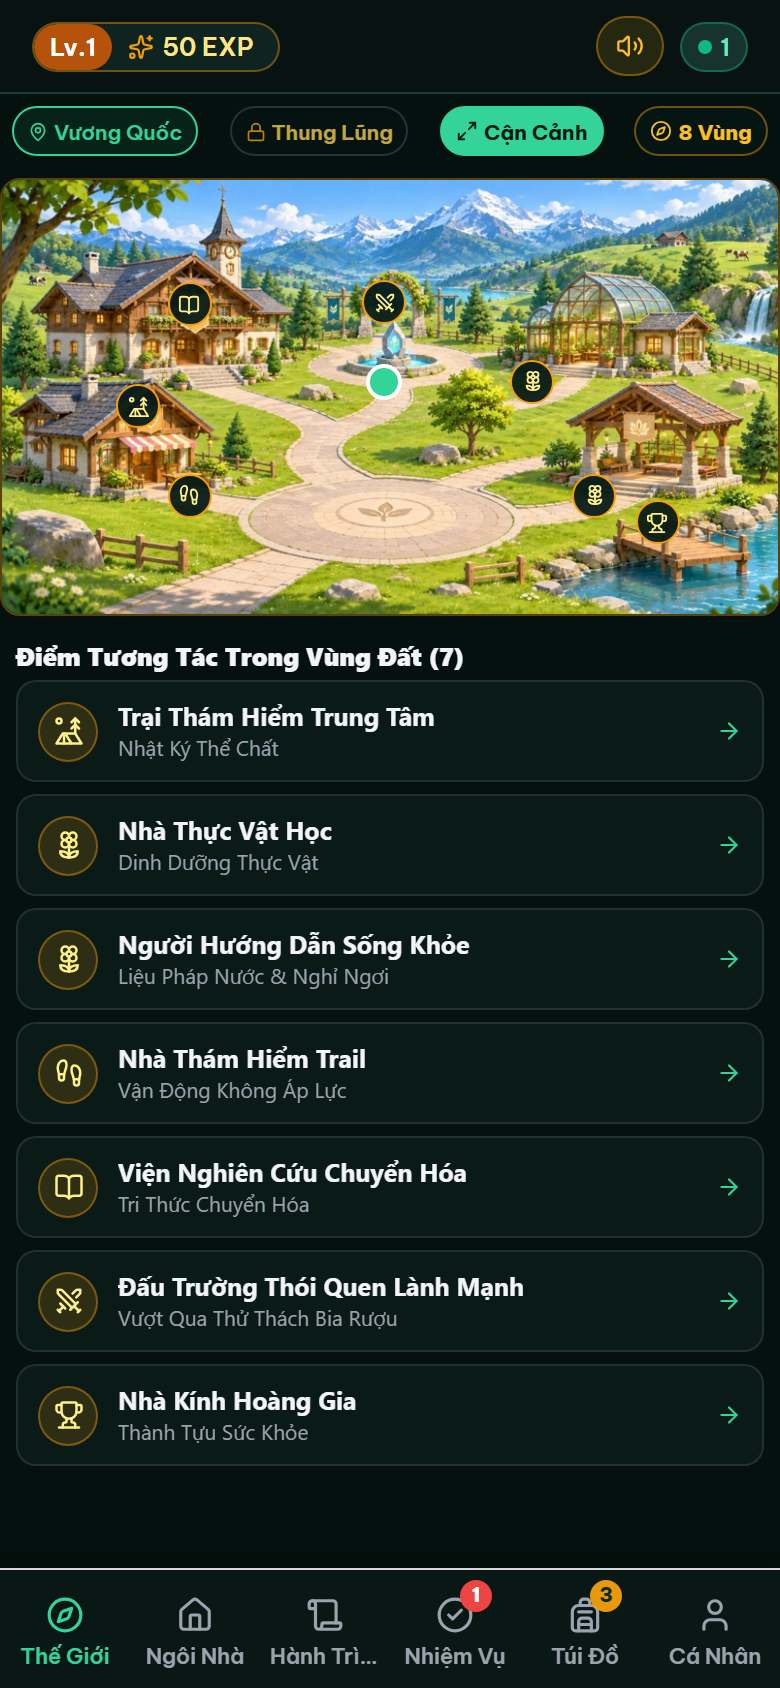 Lv.1 50 EXP 1
Vương Quốc Thung Lũng Cận Cảnh 8 Vùng
Điểm Tương Tác Trong Vùng Đất (7)
Trại Thám Hiểm Trung Tâm
Nhật Ký Thể Chất
Nhà Thực Vật Học
Dinh Dưỡng Thực Vật
Người Hướng Dẫn Sống Khỏe
Liệu Pháp Nước & Nghỉ Ngơi
Nhà Thám Hiểm Trail
Vận Động Không Áp Lực
Viện Nghiên Cứu Chuyển Hóa
Tri Thức Chuyển Hóa
Đấu Trường Thói Quen Lành Mạnh
Vượt Qua Thử Thách Bia Rượu
Nhà Kính Hoàng Gia
Thành Tựu Sức Khỏe
1 3
Thế Giới Ngôi Nhà Hành Trì... Nhiệm Vụ Túi Đồ Cá Nhân